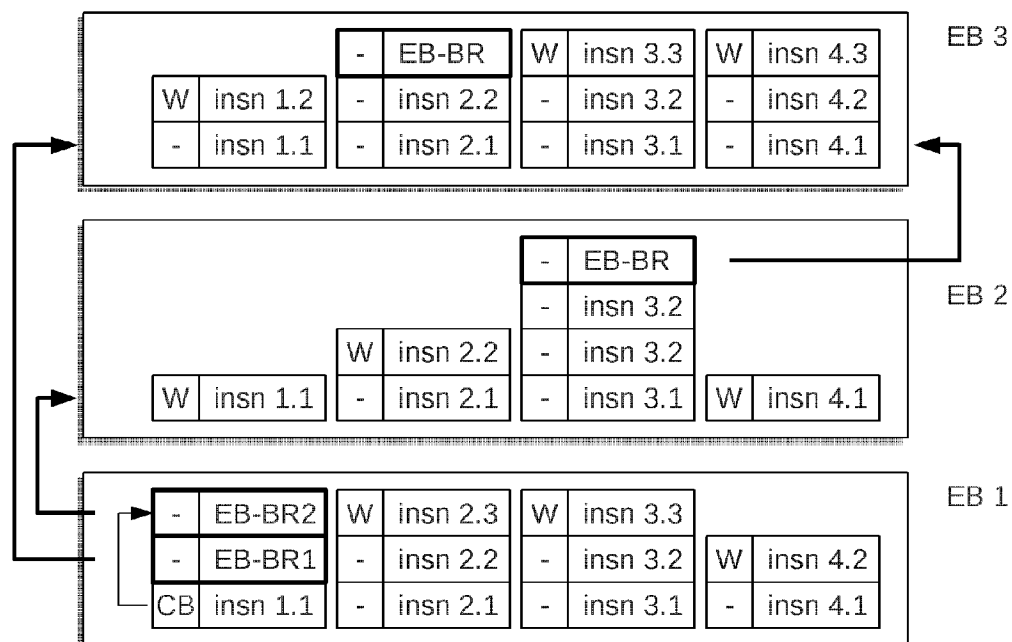 EB 3
- EB-BR W insn 3.3 W insn 4.3
W insn 1.2 - insn 2.2 - insn 3.2 - insn 4.2
- insn 1.1 - insn 2.1 - insn 3.1 - insn 4.1
- EB-BR
EB 2
- insn 3.2
W insn 2.2 - insn 3.2
W insn 1.1 - insn 2.1 - insn 3.1 W insn 4.1
EB 1
- EB-BR2 W insn 2.3 W insn 3.3
- EB-BR1 - insn 2.2 - insn 3.2 W insn 4.2
CB insn 1.1 - insn 2.1 - insn 3.1 - insn 4.1